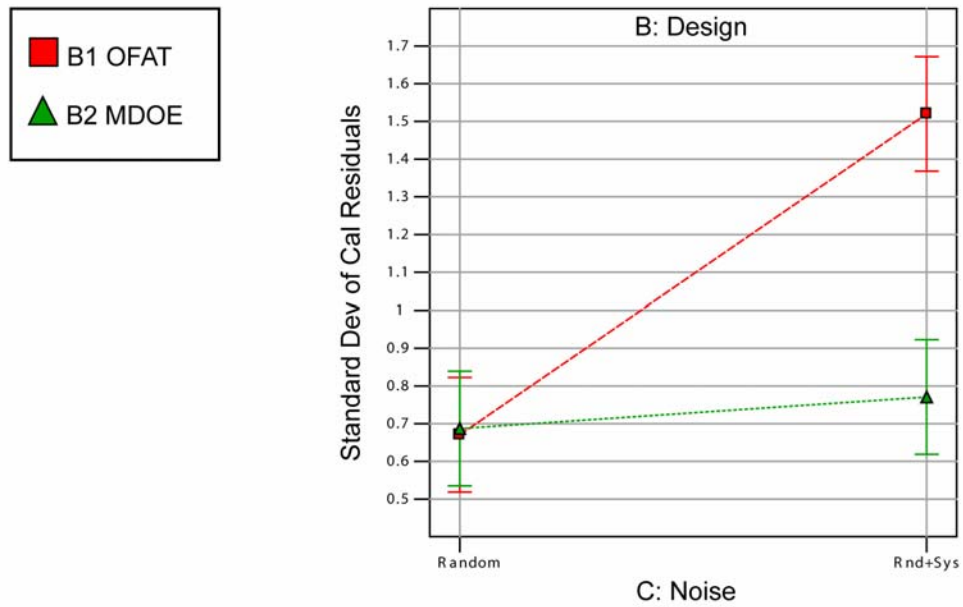 B1 OFAT
B2 MDOE
B: Design
Standard Dev of Cal Residuals
1.7
1.6
1.5
1.4
1.3
1.2
1.1
1
0.9
0.8
0.7
0.6
0.5
Random
Rnd+Sys
C: Noise